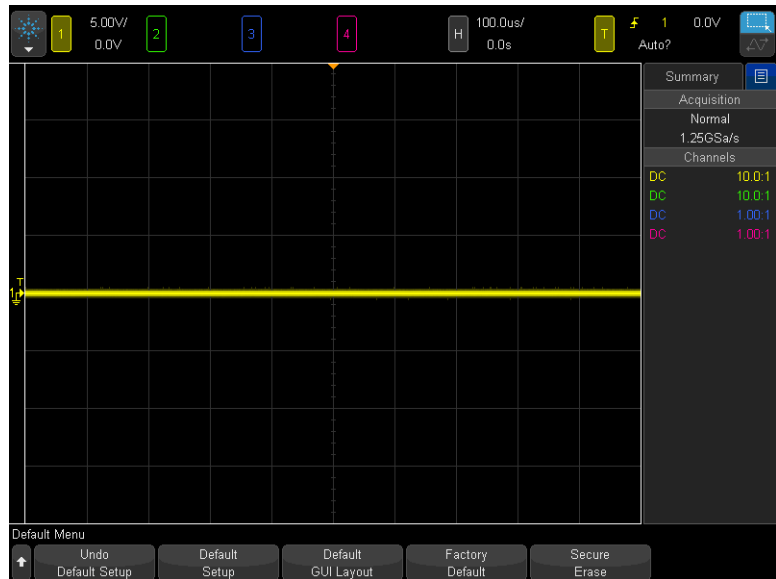 1 5.00V/ 2 3 4 H 100.0us/ T 1 0.0V
0.0V 0.0s Auto?
Summary
Acquisition
Normal
1.25GSa/s
Channels
DC 10.0:1
DC 10.0:1
DC 1.00:1
DC 1.00:1
T
1
Default Menu
Undo Default Default Factory Secure
Default Setup Setup GUI Layout Default Erase